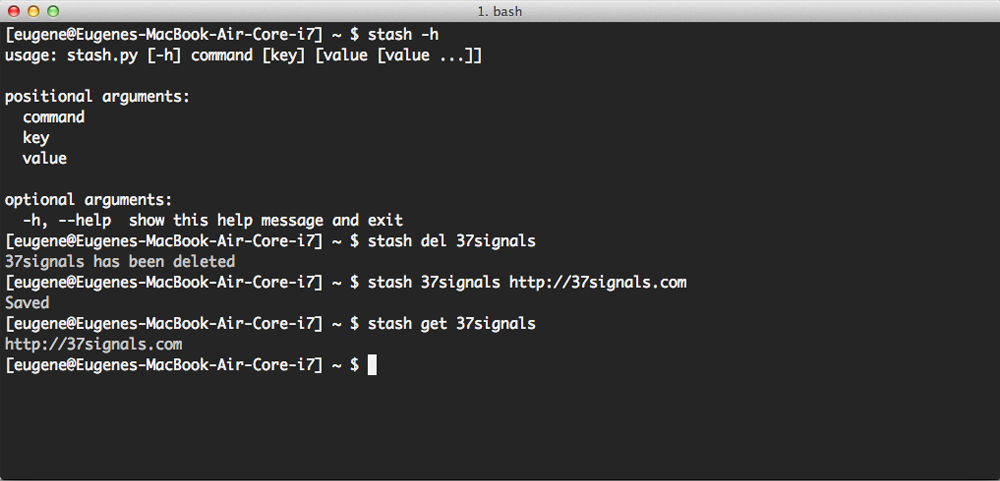 1. bash
[eugene@Eugenes-MacBook-Air-Core-i7] ~ $ stash -h
usage: stash.py [-h] command [key] [value [value ...]]
positional arguments:
command
key
value
optional arguments:
-h, --help  show this help message and exit
[eugene@Eugenes-MacBook-Air-Core-i7] ~ $ stash del 37signals
37signals has been deleted
[eugene@Eugenes-MacBook-Air-Core-i7] ~ $ stash 37signals http://37signals.com
Saved
[eugene@Eugenes-MacBook-Air-Core-i7] ~ $ stash get 37signals
http://37signals.com
[eugene@Eugenes-MacBook-Air-Core-i7] ~ $